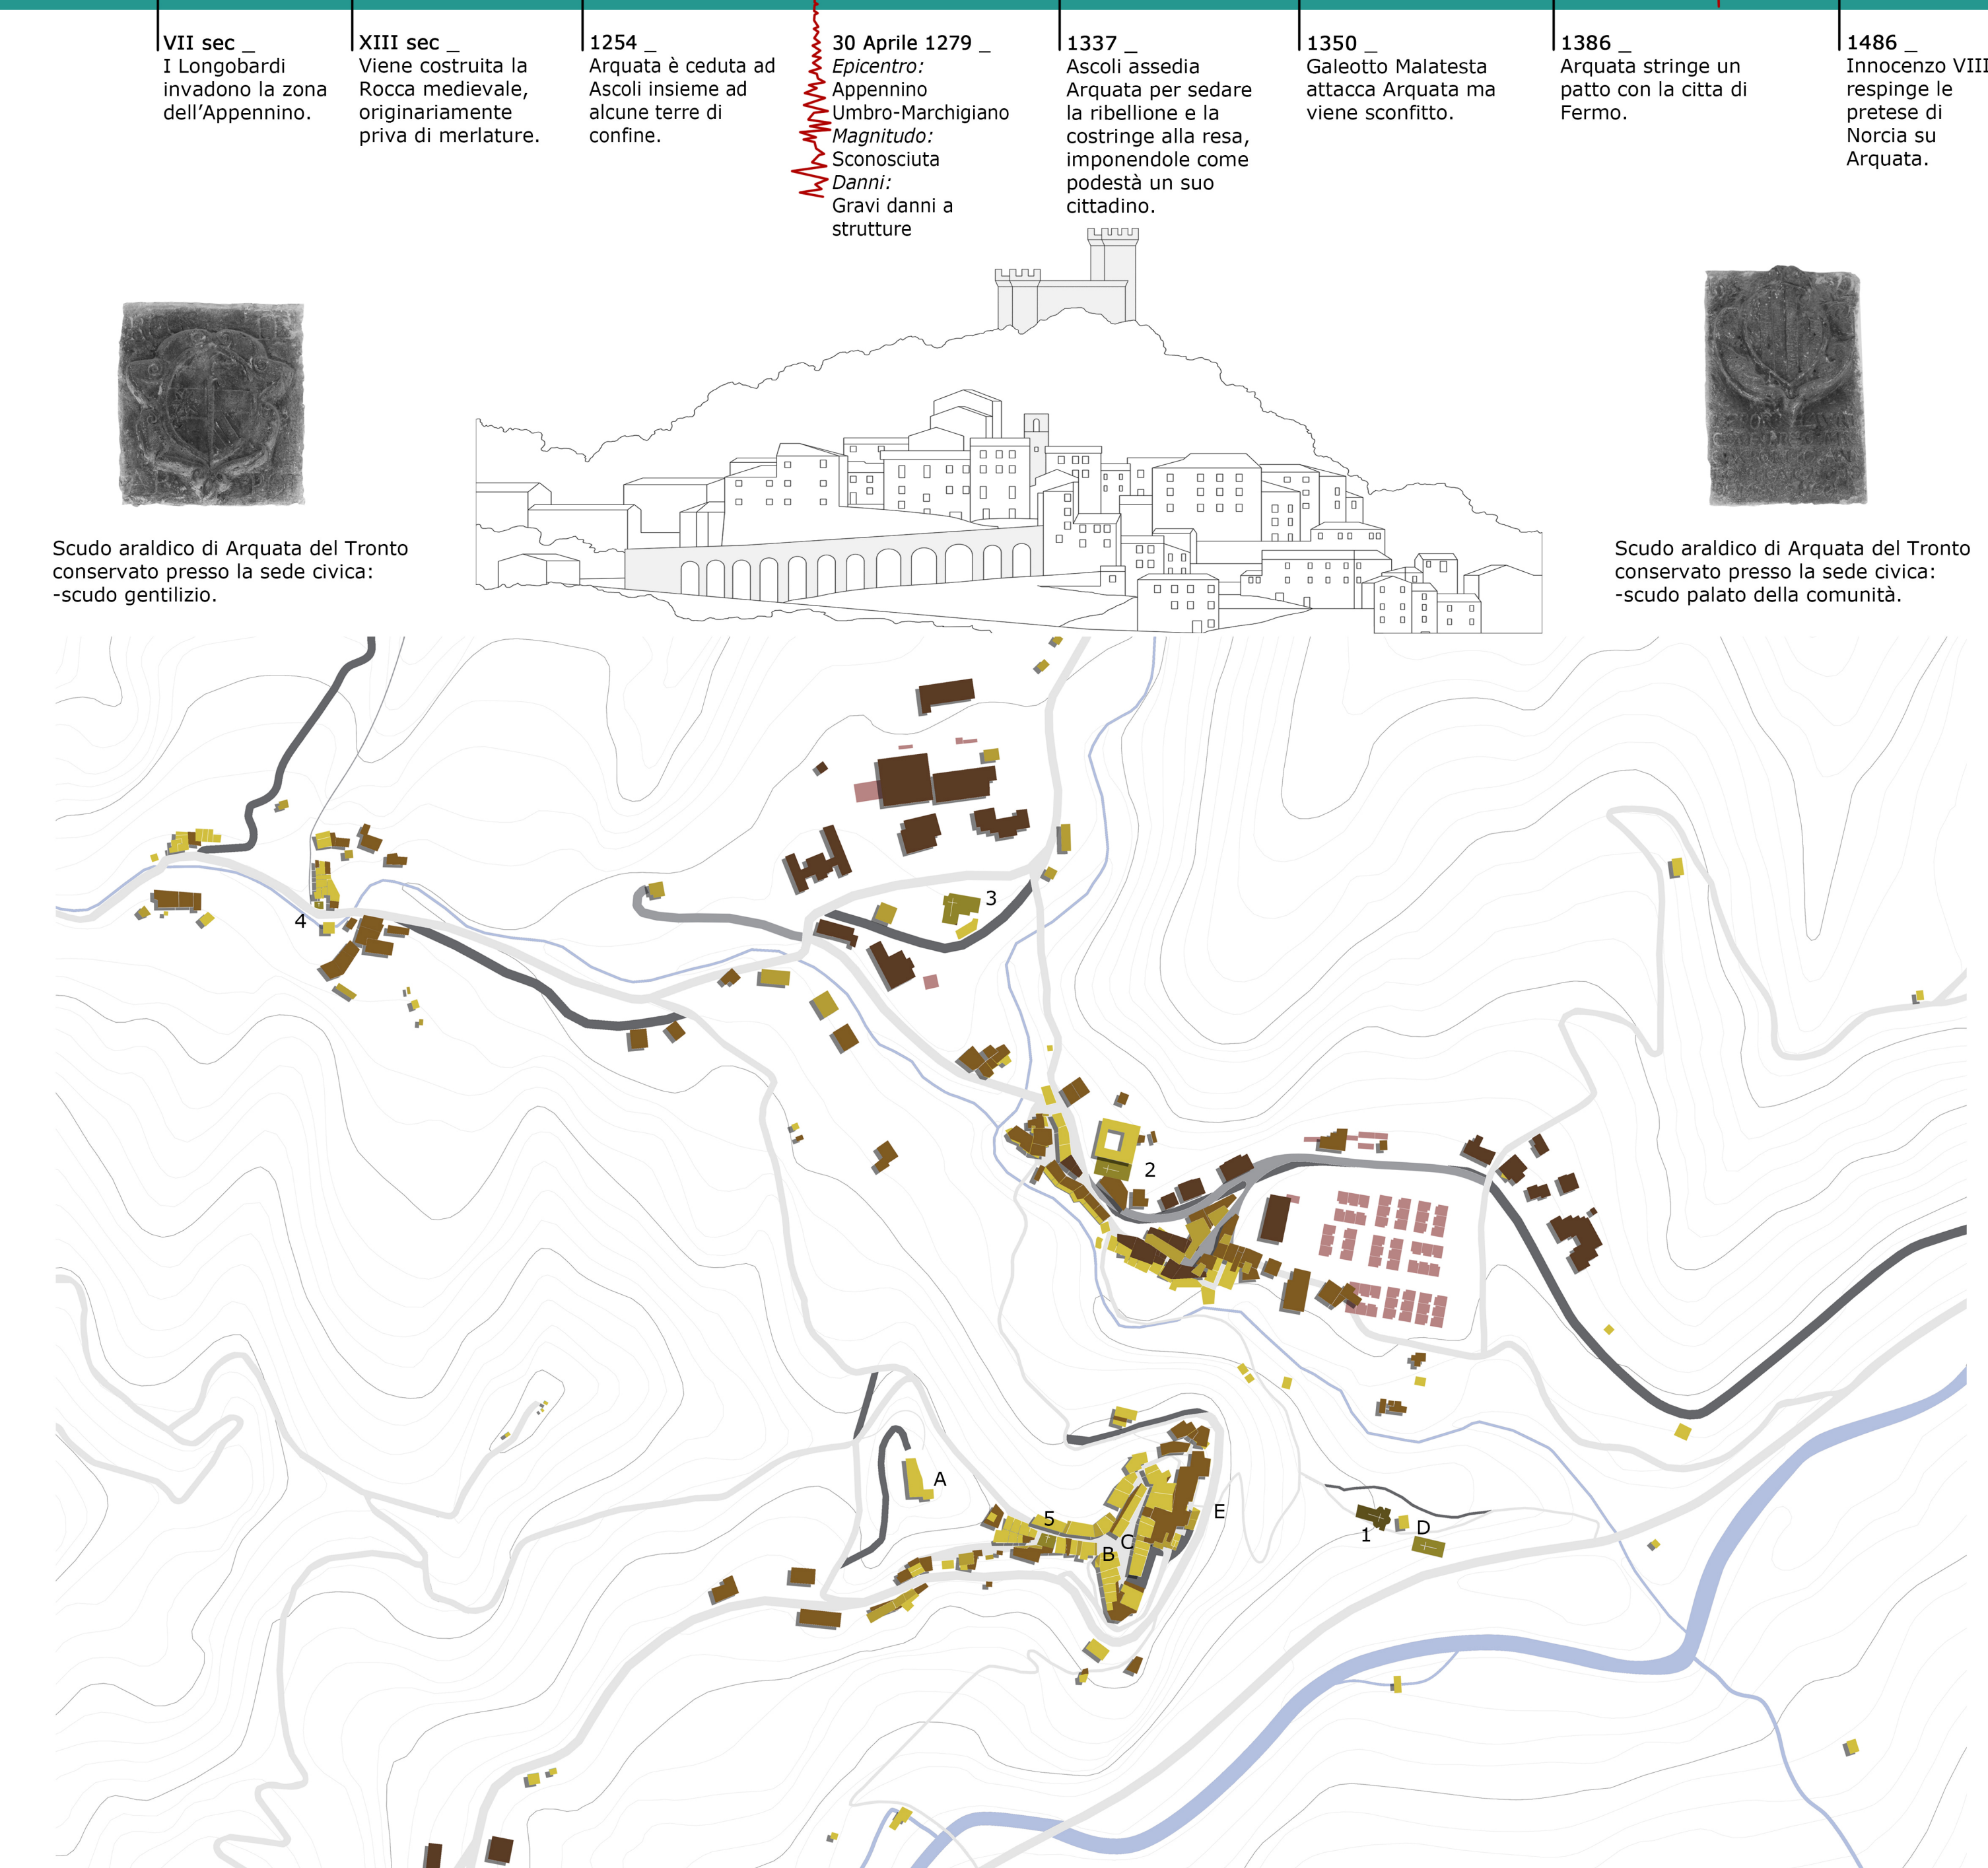 VII sec _
I Longobardi
invadono la zona
dell’Appennino.
XIII sec _
Viene costruita la
Rocca medievale,
originariamente
priva di merlature.
1254 _
Arquata è ceduta ad
Ascoli insieme ad
alcune terre di
confine.
30 Aprile 1279 _
Epicentro:
Appennino
Umbro-Marchigiano
Magnitudo:
Sconosciuta
Danni:
Gravi danni a
strutture
1337 _
Ascoli assedia
Arquata per sedare
la ribellione e la
costringe alla resa,
imponendole come
podestà un suo
cittadino.
1350 _
Galeotto Malatesta
attacca Arquata ma
viene sconfitto.
1386 _
Arquata stringe un
patto con la citta di
Fermo.
1486 _
Innocenzo VIII
respinge le
pretese di
Norcia su
Arquata.
Scudo araldico di Arquata del Tronto
conservato presso la sede civica:
-scudo gentilizio.
Scudo araldico di Arquata del Tronto
conservato presso la sede civica:
-scudo palato della comunità.
3
4
2
A
5
E
C
B
1
D